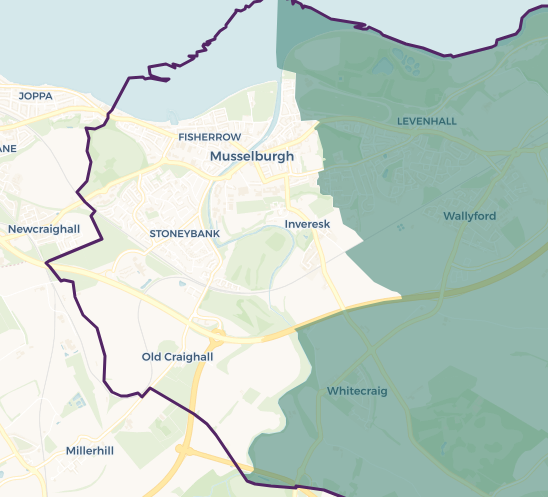 JOPPA
LEVENHALL
FISHERROW
ANE
Musselburgh
Wallyford
Inveresk
Newcraighall
STONEYBANK
Old Craighall
Whitecraig
Millerhill